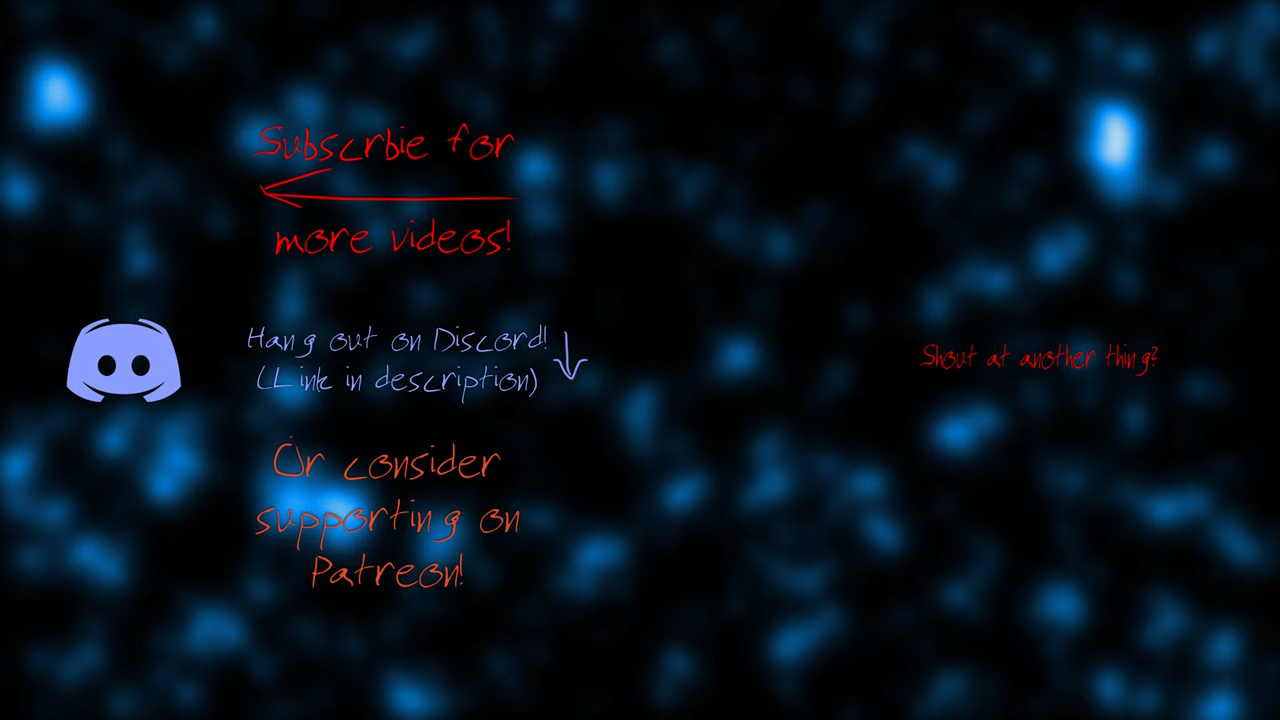 Subscrbie for
more videos!
Hang out on Discord!
(Link in description)
Or consider
supporting on
Patreon!
Shout at another thing?